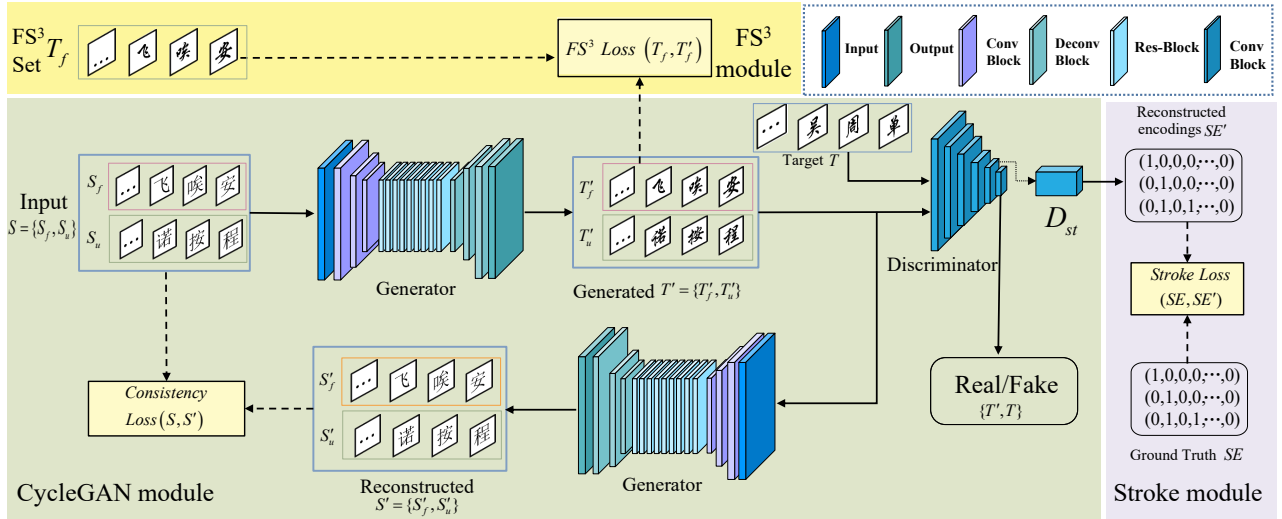 FS³
Set
T_f
... 飞 唉 安
FS³ Loss (T_f, T′_f)
FS³
module
Input
Output
Conv
Block
Deconv
Block
Res-Block
Conv
Block
Input
S = {S_f, S_u}
S_f
... 飞 唉 安
S_u
... 诺 按 程
Generator
T′_f
... 飞 唉 安
T′_u
... 诺 按 程
Generated T′ = {T′_f, T′_u}
... 吴 周 单
Target T
Discriminator
D_st
Real/Fake
{T′, T}
Generator
S′_f
... 飞 唉 安
S′_u
... 诺 按 程
Reconstructed
S′ = {S′_f, S′_u}
Consistency
Loss(S, S′)
CycleGAN module
Reconstructed
encodings SE′
(1,0,0,0,⋯,0)
(0,1,0,0,⋯,0)
(0,1,0,1,⋯,0)
Stroke Loss
(SE, SE′)
(1,0,0,0,⋯,0)
(0,1,0,0,⋯,0)
(0,1,0,1,⋯,0)
Ground Truth SE
Stroke module